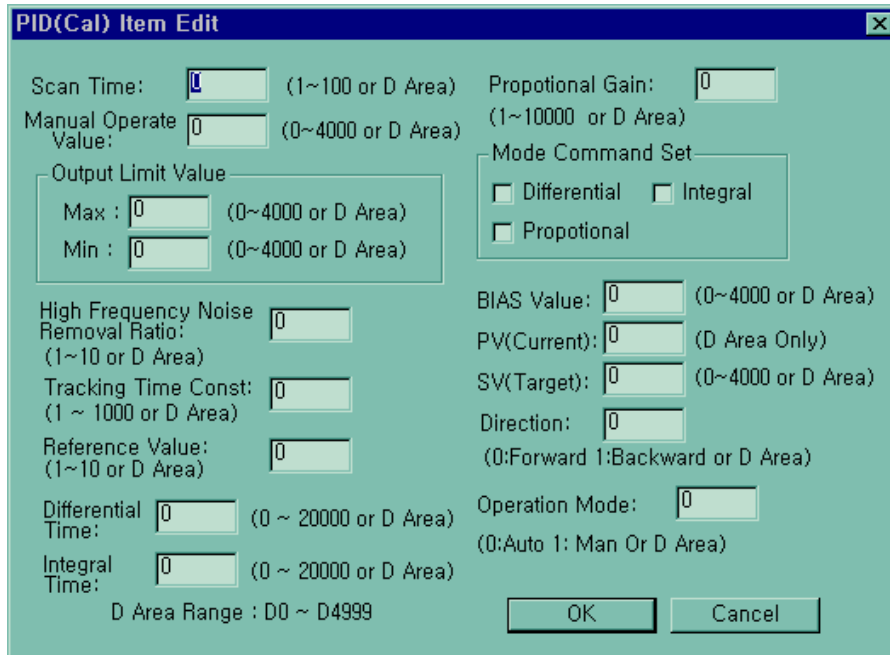 PID(Cal) Item Edit
Scan Time: 0 (1~100 or D Area)
Manual Operate
Value: 0 (0~4000 or D Area)
Output Limit Value
Max : 0 (0~4000 or D Area)
Min : 0 (0~4000 or D Area)
High Frequency Noise
Removal Ratio: 0
(1~10 or D Area)
Tracking Time Const: 0
(1 ~ 1000 or D Area)
Reference Value: 0
(1~10 or D Area)
Differential
Time: 0 (0 ~ 20000 or D Area)
Integral
Time: 0 (0 ~ 20000 or D Area)
D Area Range : D0 ~ D4999
Propotional Gain: 0
(1~10000 or D Area)
Mode Command Set
Differential Integral
Propotional
BIAS Value: 0 (0~4000 or D Area)
PV(Current): 0 (D Area Only)
SV(Target): 0 (0~4000 or D Area)
Direction: 0
(0:Forward 1:Backward or D Area)
Operation Mode: 0
(0:Auto 1: Man Or D Area)
OK Cancel